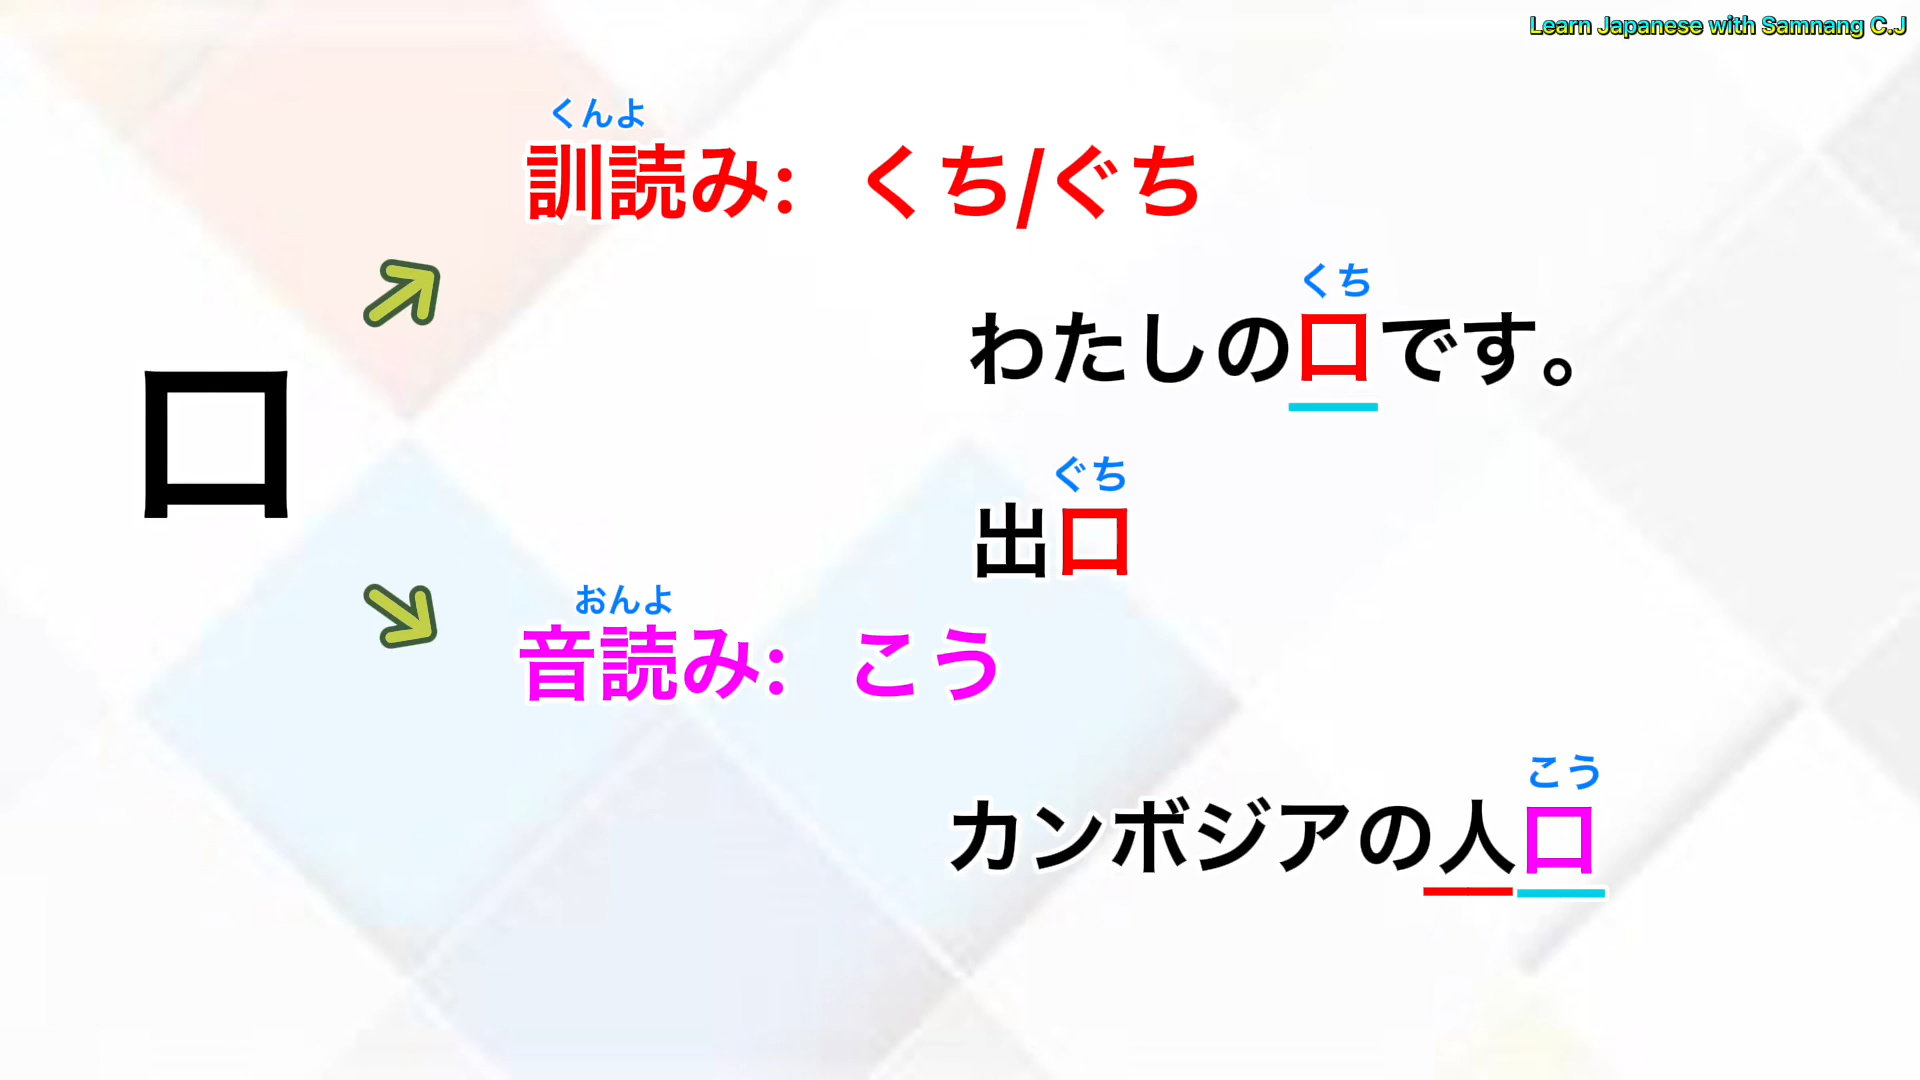 Learn Japanese with Samnang C.J
くんよ
訓読み: くち/ぐち
くち
わたしの口です。
口
ぐち
出口
おんよ
音読み: こう
こう
カンボジアの人口